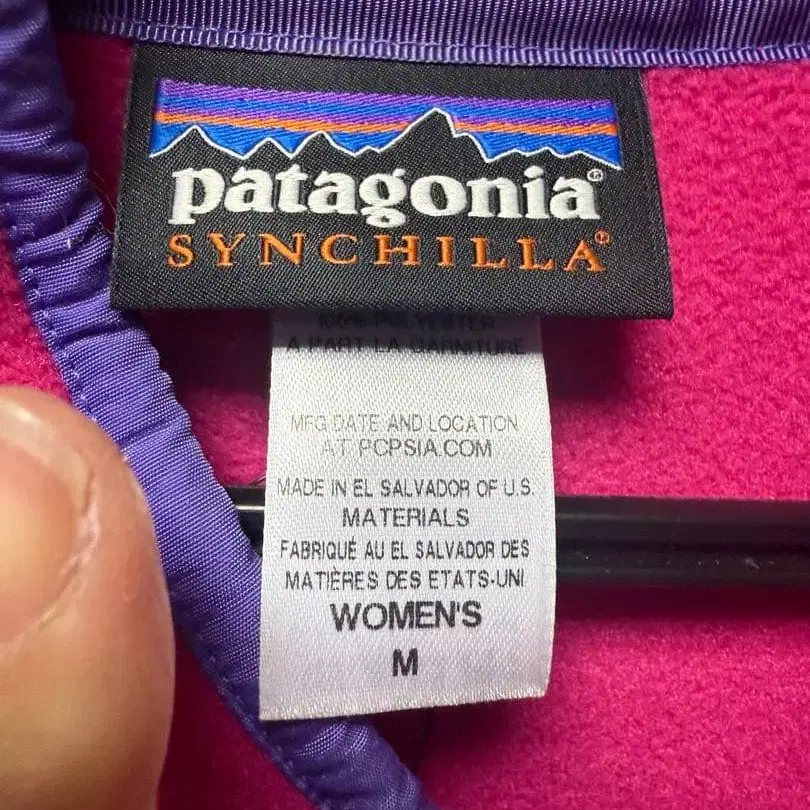 patagonia®
SYNCHILLA®
100% POLYESTER
A PART LA GARNITURE
MFG DATE AND LOCATION
AT PCPSIA.COM
MADE IN EL SALVADOR OF U.S.
MATERIALS
FABRIQUÉ AU EL SALVADOR DES
MATIÈRES DES ETATS-UNI
WOMEN'S
M